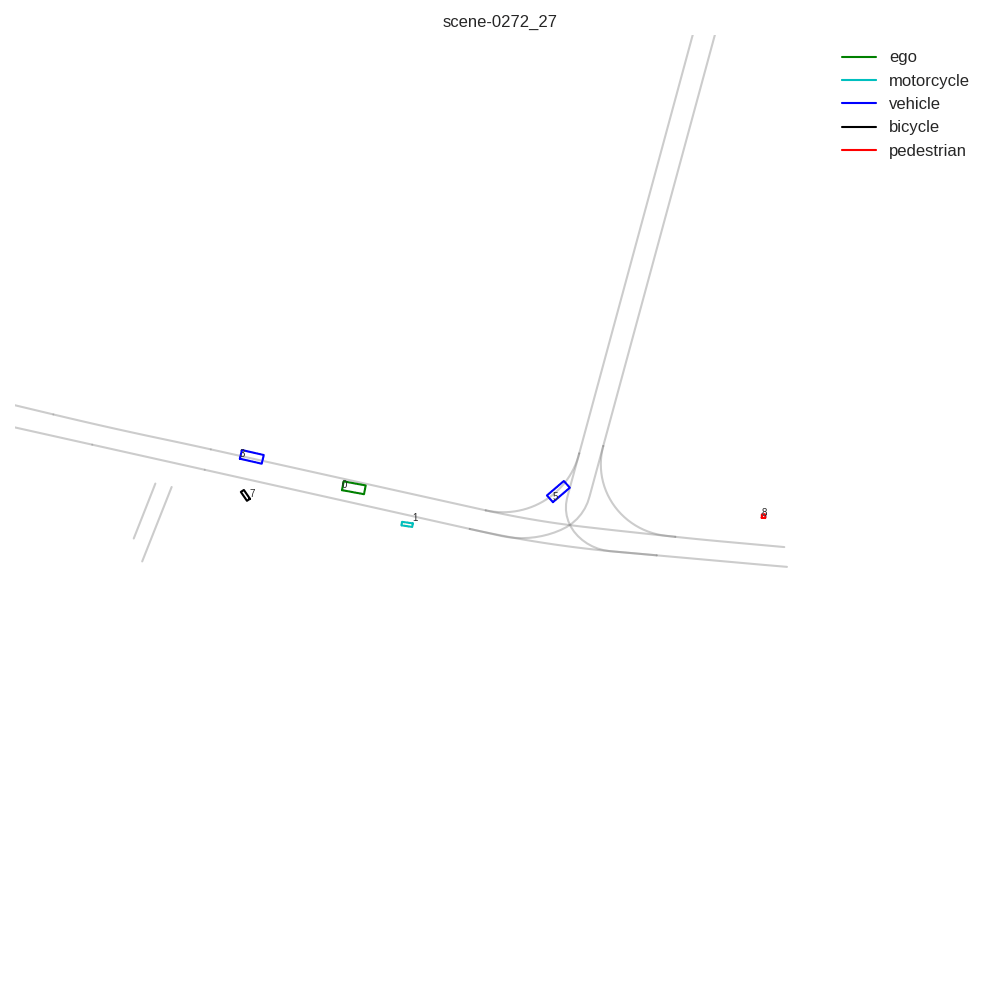 scene-0272_27
ego
motorcycle
vehicle
bicycle
pedestrian
0
7
1
5
8